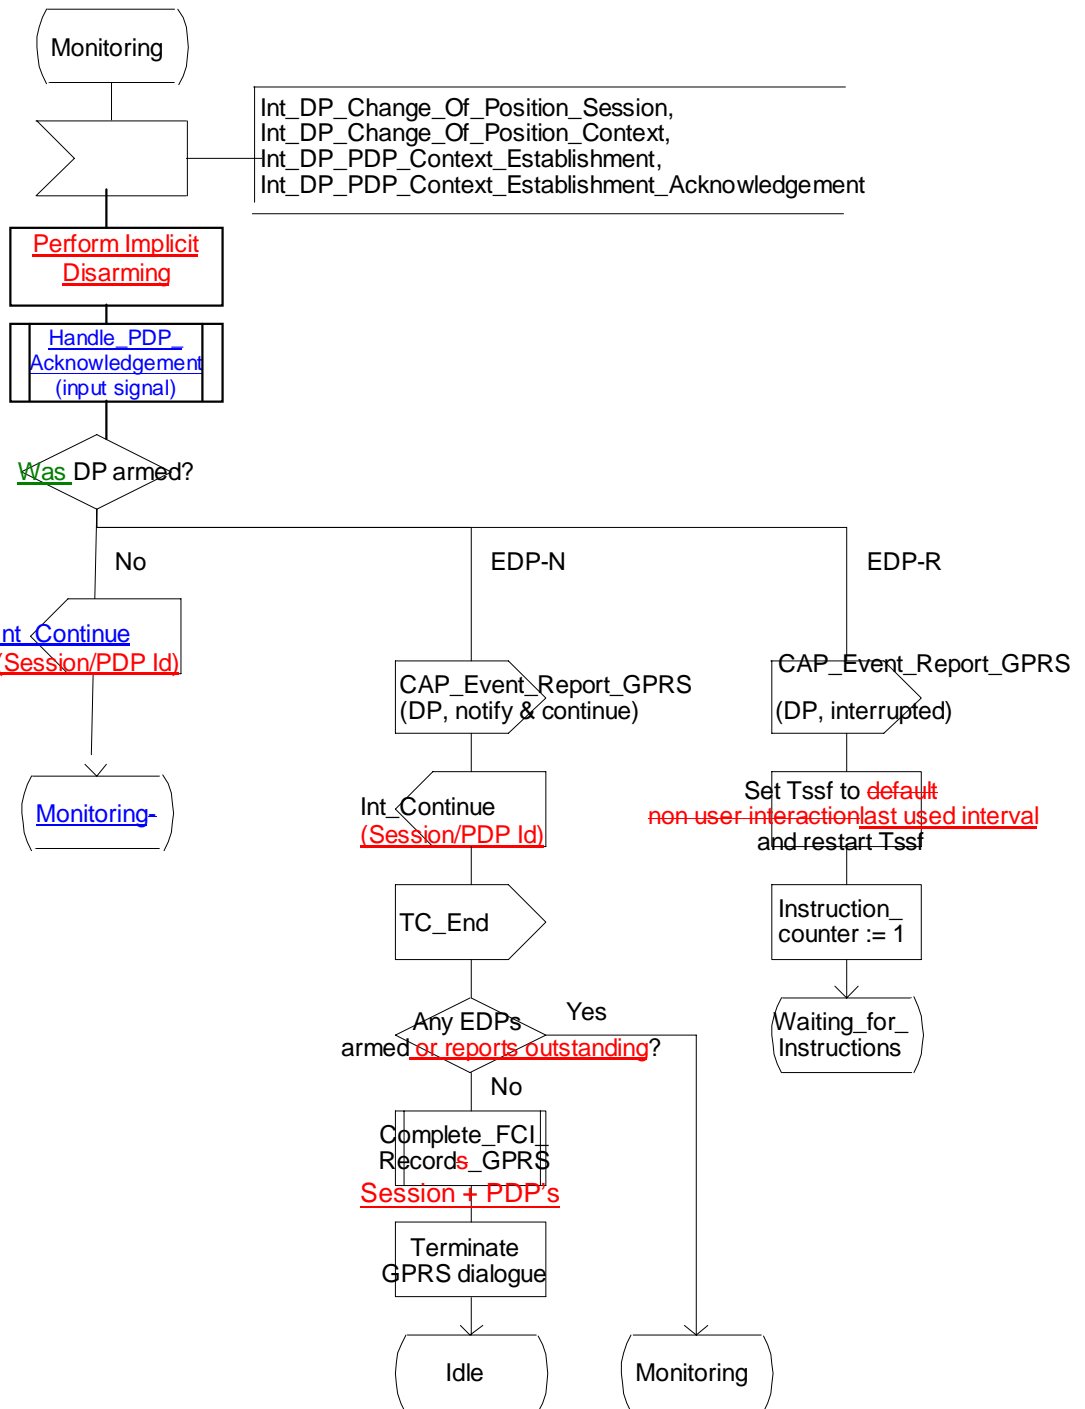 Monitoring
Int_DP_Change_Of_Position_Session,
Int_DP_Change_Of_Position_Context,
Int_DP_PDP_Context_Establishment,
Int_DP_PDP_Context_Establishment_Acknowledgement
Perform Implicit
Disarming
Handle_PDP_
Acknowledgement
(input signal)
Was DP armed?
No
EDP-N
EDP-R
Int_Continue
(Session/PDP Id)
Monitoring-
CAP_Event_Report_GPRS
(DP, notify & continue)
Int_Continue
(Session/PDP Id)
TC_End
Any EDPs
armed or reports outstanding?
Yes
No
Complete_FCI_
Records_GPRS
Session + PDP's
Terminate
GPRS dialogue
Idle
Monitoring
CAP_Event_Report_GPRS
(DP, interrupted)
Set Tssf to default
non user interactionlast used interval
and restart Tssf
Instruction_
counter := 1
Waiting_for_
Instructions